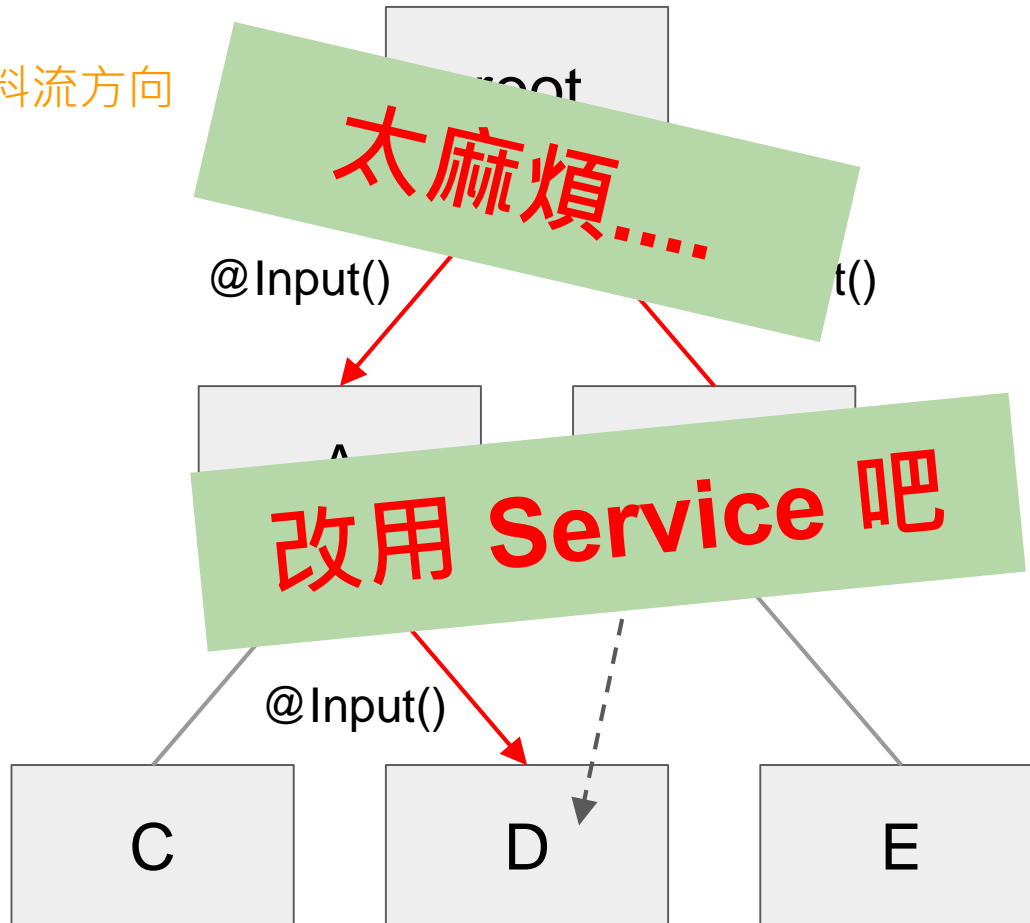 料流方向
太麻煩....
@Input()
t()
改用 Service 吧
@Input()
C
D
E